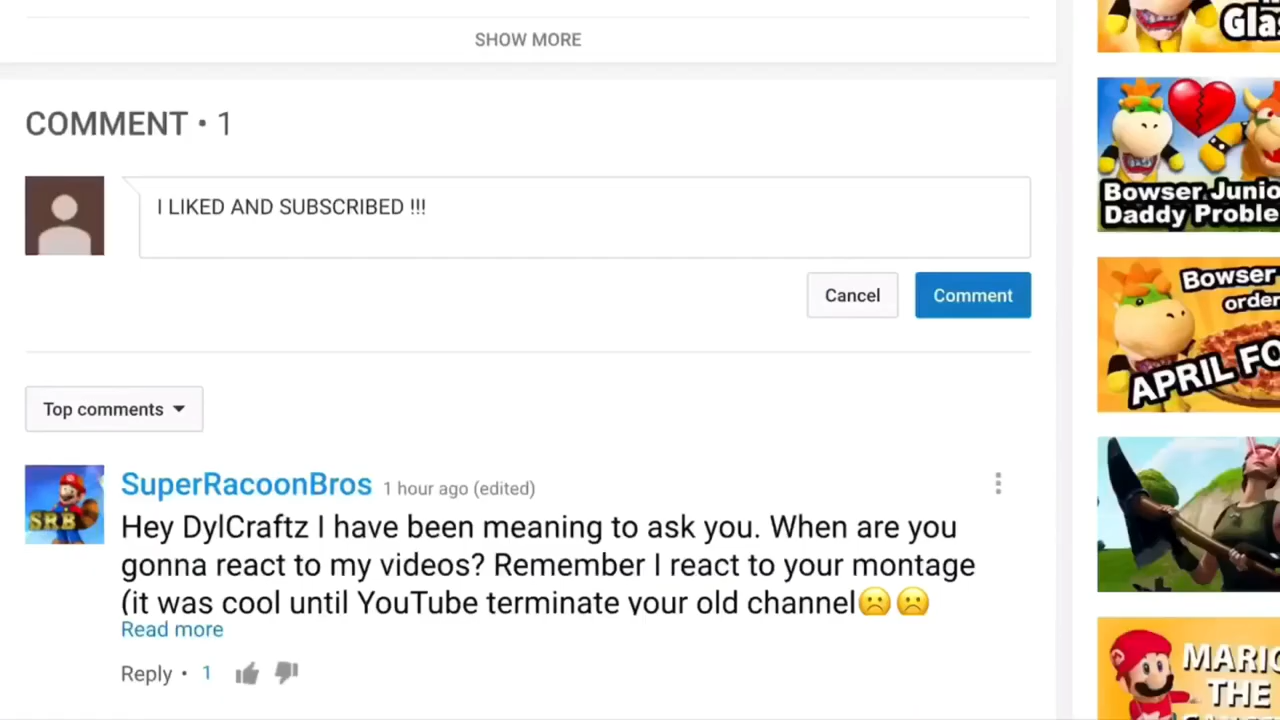 SHOW MORE
COMMENT • 1
I LIKED AND SUBSCRIBED !!!
Cancel
Comment
Top comments
SuperRacoonBros 1 hour ago (edited)
Hey DylCraftz I have been meaning to ask you. When are you
gonna react to my videos? Remember I react to your montage
(it was cool until YouTube terminate your old channel☹️☹️
Read more
Reply • 1
SRB
Bowser Junio
Daddy Proble
Bowser
order
APRIL FO
MARIO
THE